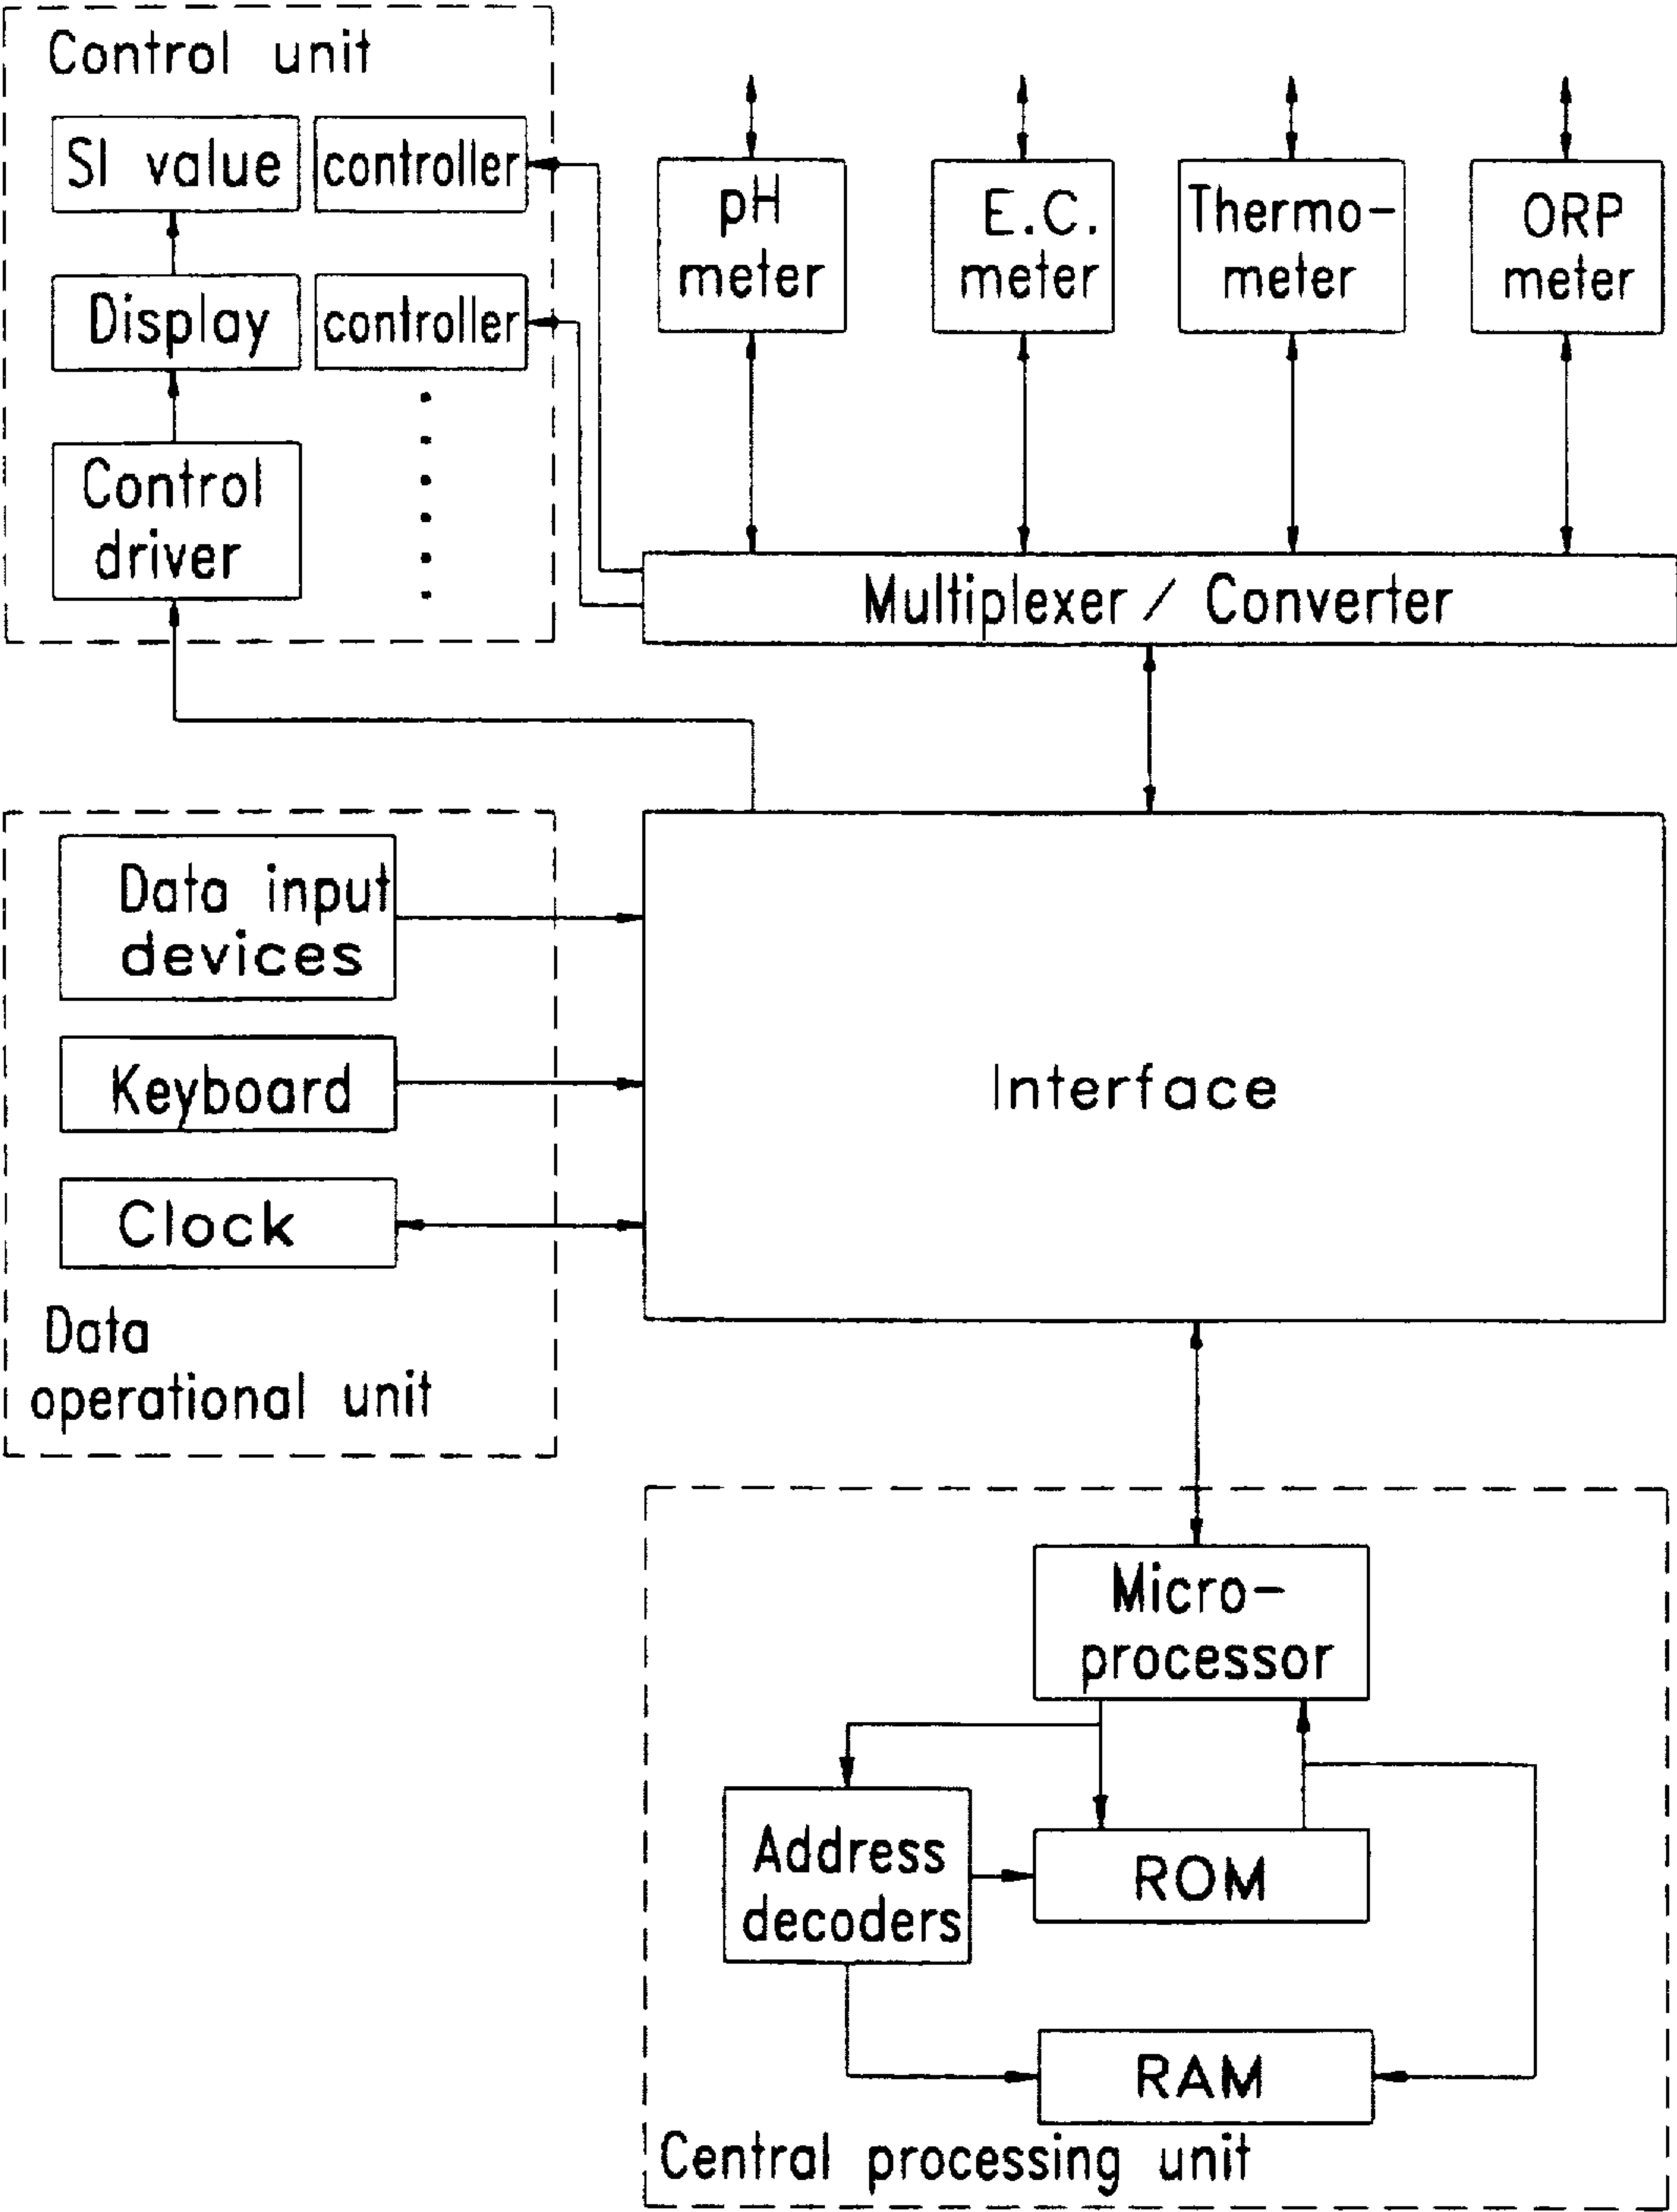 Control unit
SI value
controller
Display
controller
Control
driver
pH
meter
E.C.
meter
Thermo-
meter
ORP
meter
Multiplexer / Converter
Data input
devices
Keyboard
Clock
Data
operational unit
Interface
Micro-
processor
Address
decoders
ROM
RAM
Central processing unit